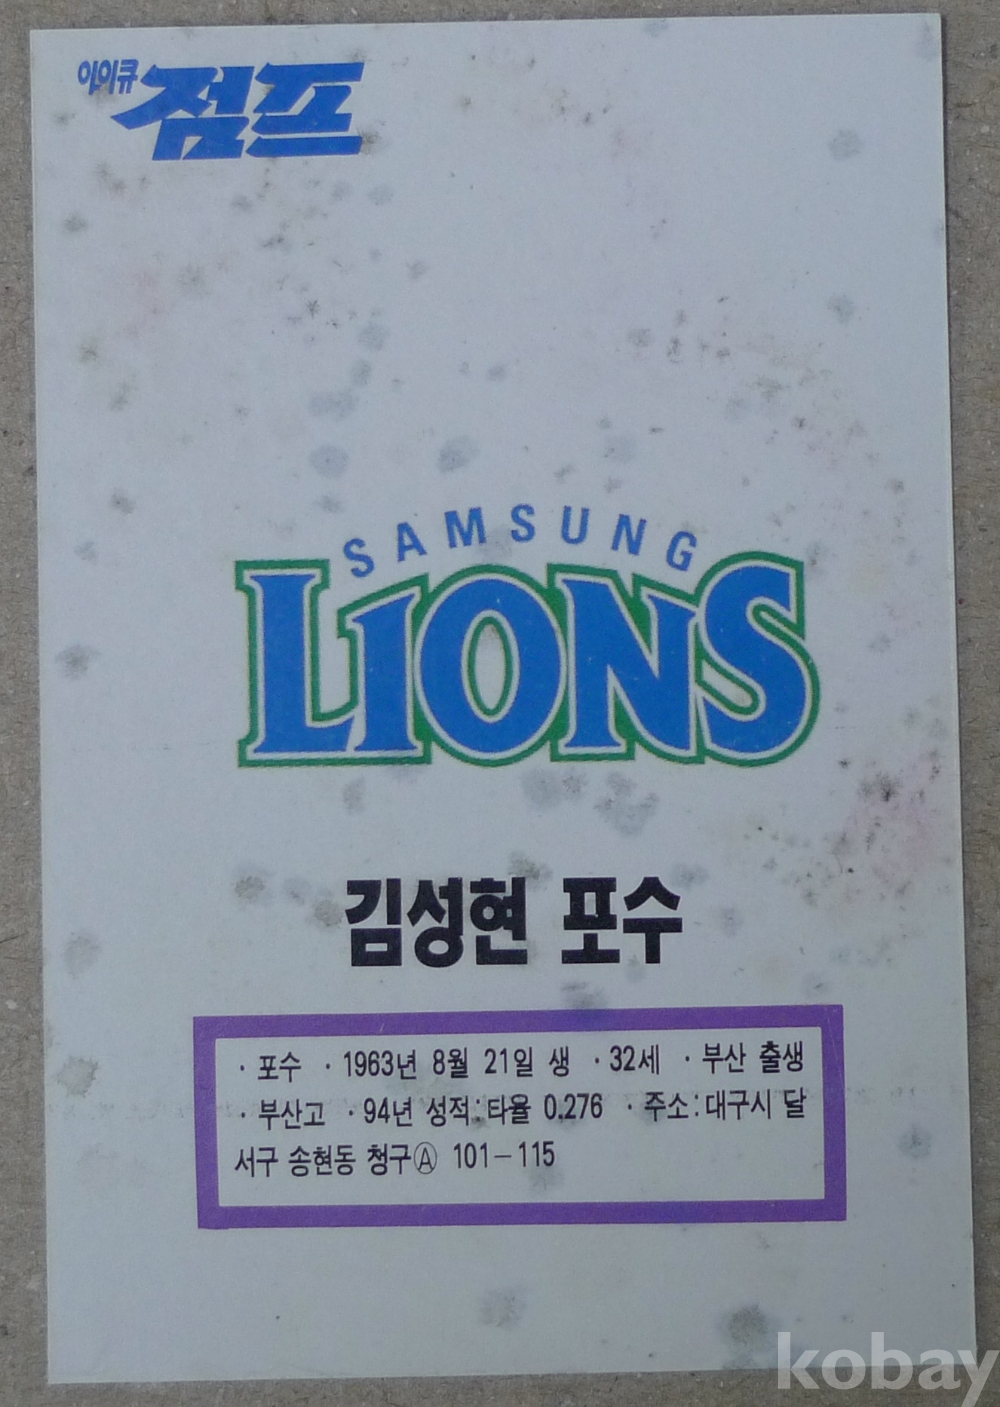 아이큐 점프
SAMSUNG
LIONS
김성현 포수
· 포수 · 1963년 8월 21일 생 · 32세 · 부산 출생
· 부산고 · 94년 성적:타율 0.276 · 주소:대구시 달
서구 송현동 청구Ⓐ 101-115
kobay